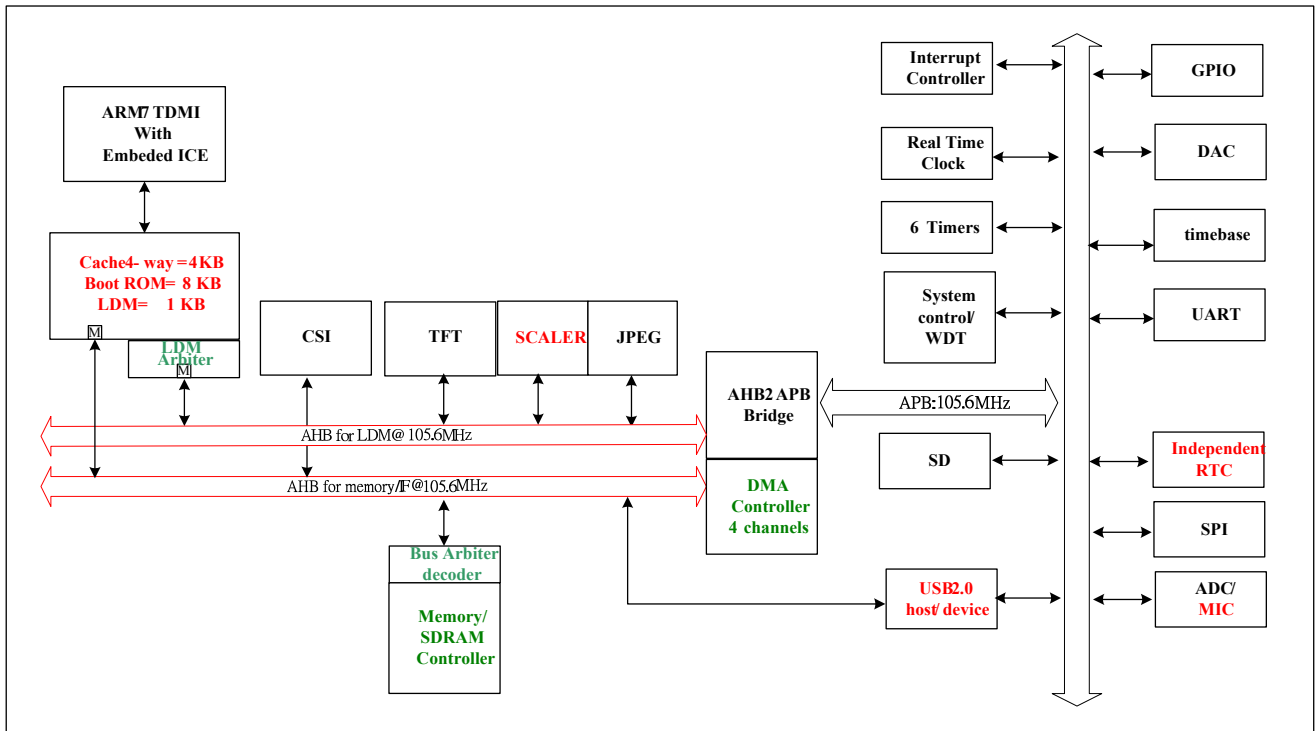 ARM7 TDMI
With
Embeded ICE
Cache4- way =4KB
Boot ROM= 8 KB
LDM= 1 KB
M
LDM
Arbiter
M
CSI
TFT
SCALER
JPEG
AHB2 APB
Bridge
AHB for LDM@ 105.6MHz
AHB for memory/IF@105.6MHz
DMA
Controller
4 channels
Bus Arbiter
decoder
Memory/
SDRAM
Controller
Interrupt
Controller
Real Time
Clock
6 Timers
System
control/
WDT
APB:105.6MHz
SD
USB2.0
host/ device
GPIO
DAC
timebase
UART
Independent
RTC
SPI
ADC/
MIC